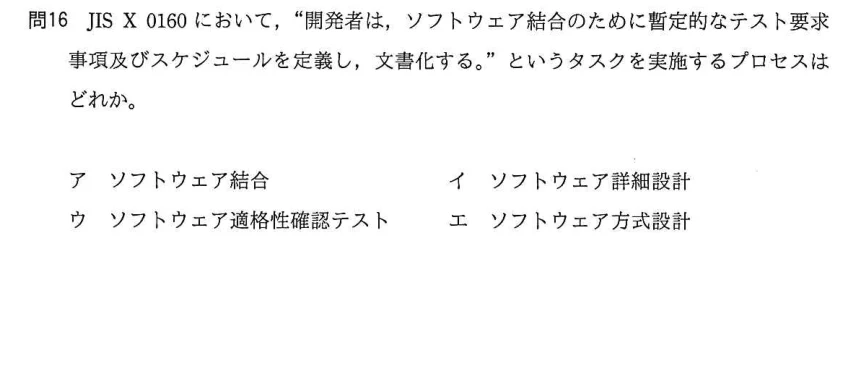 問16 JIS X 0160 において，“開発者は，ソフトウェア結合のために暫定的なテスト要求
事項及びスケジュールを定義し，文書化する。” というタスクを実施するプロセスは
どれか。
ア ソフトウェア結合 イ ソフトウェア詳細設計
ウ ソフトウェア適格性確認テスト エ ソフトウェア方式設計